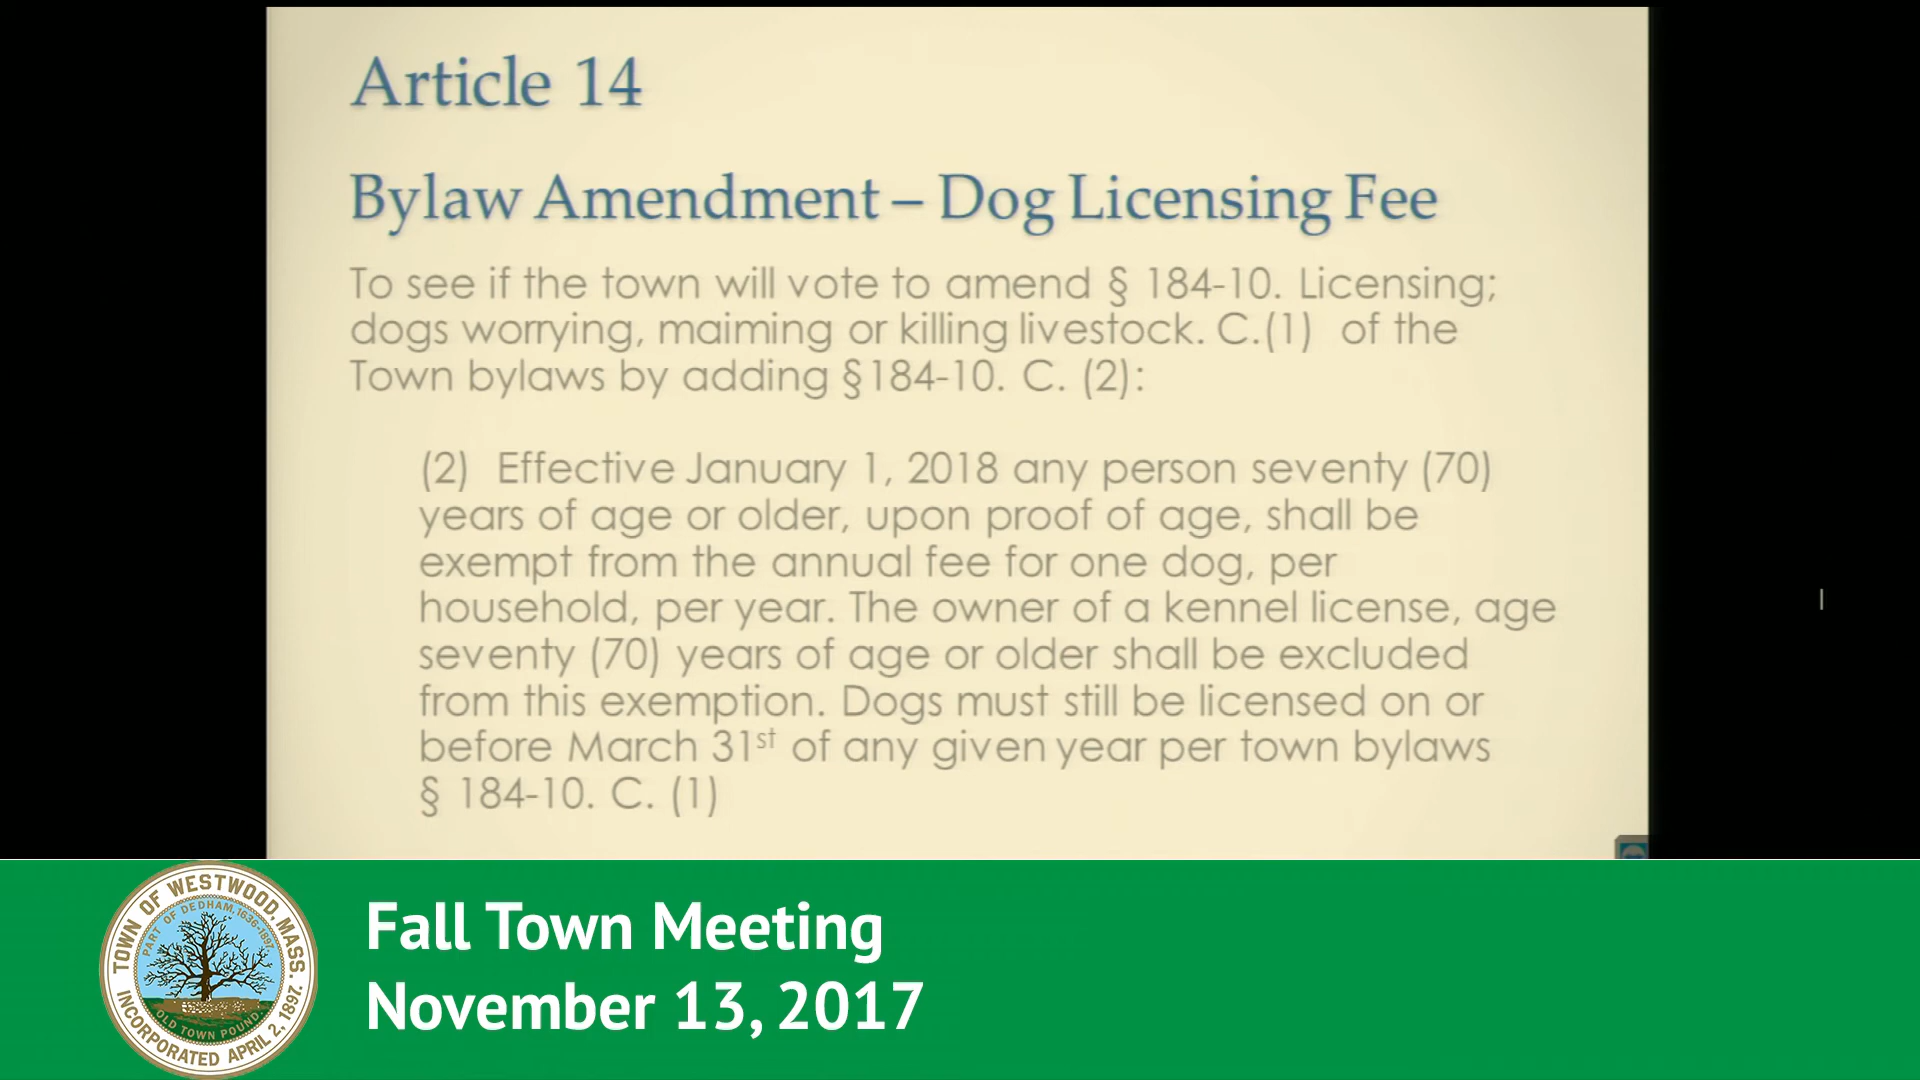 Article 14
Bylaw Amendment – Dog Licensing Fee
To see if the town will vote to amend § 184-10. Licensing;
dogs worrying, maiming or killing livestock. C.(1) of the
Town bylaws by adding §184-10. C. (2):
(2) Effective January 1, 2018 any person seventy (70)
years of age or older, upon proof of age, shall be
exempt from the annual fee for one dog, per
household, per year. The owner of a kennel license, age
seventy (70) years of age or older shall be excluded
from this exemption. Dogs must still be licensed on or
before March 31st of any given year per town bylaws
§ 184-10. C. (1)
TOWN OF WESTWOOD, MASS.
PART OF DEDHAM, 1636-1897.
OLD TOWN POUND.
INCORPORATED APRIL 2, 1897.
Fall Town Meeting
November 13, 2017